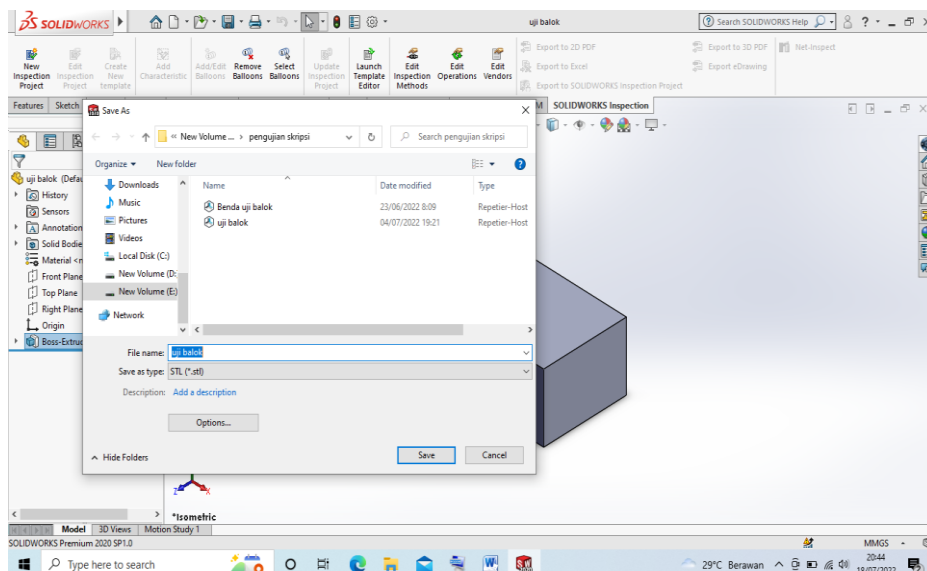 SOLIDWORKS
uji balok
Search SOLIDWORKS Help
New Inspection Project
Edit Inspection Project
Create New template
Add Characteristic
Add/Edit Balloons
Remove Balloons
Select Balloons
Update Inspection Project
Launch Template Editor
Edit Inspection Methods
Edit Operations
Edit Vendors
Export to 2D PDF
Export to Excel
Export to SOLIDWORKS Inspection Project
Export to 3D PDF
Export eDrawing
Net-Inspect
Features
Sketch
SOLIDWORKS Inspection
Save As
« New Volume ... > pengujian skripsi
Search pengujian skripsi
Organize
New folder
Downloads
Music
Pictures
Videos
Local Disk (C:)
New Volume (D:
New Volume (E:)
Network
Name
Date modified
Type
Benda uji balok
23/06/2022 8:09
Repetier-Host
uji balok
04/07/2022 19:21
Repetier-Host
File name: uji balok
Save as type: STL (*.stl)
Description: Add a description
Options...
Hide Folders
Save
Cancel
uji balok (Defau
History
Sensors
Annotation
Solid Bodie
Material <n
Front Plane
Top Plane
Right Plane
Origin
Boss-Extrud
*Isometric
Model
3D Views
Motion Study 1
SOLIDWORKS Premium 2020 SP1.0
MMGS
Type here to search
29°C Berawan
20:44
18/07/2022